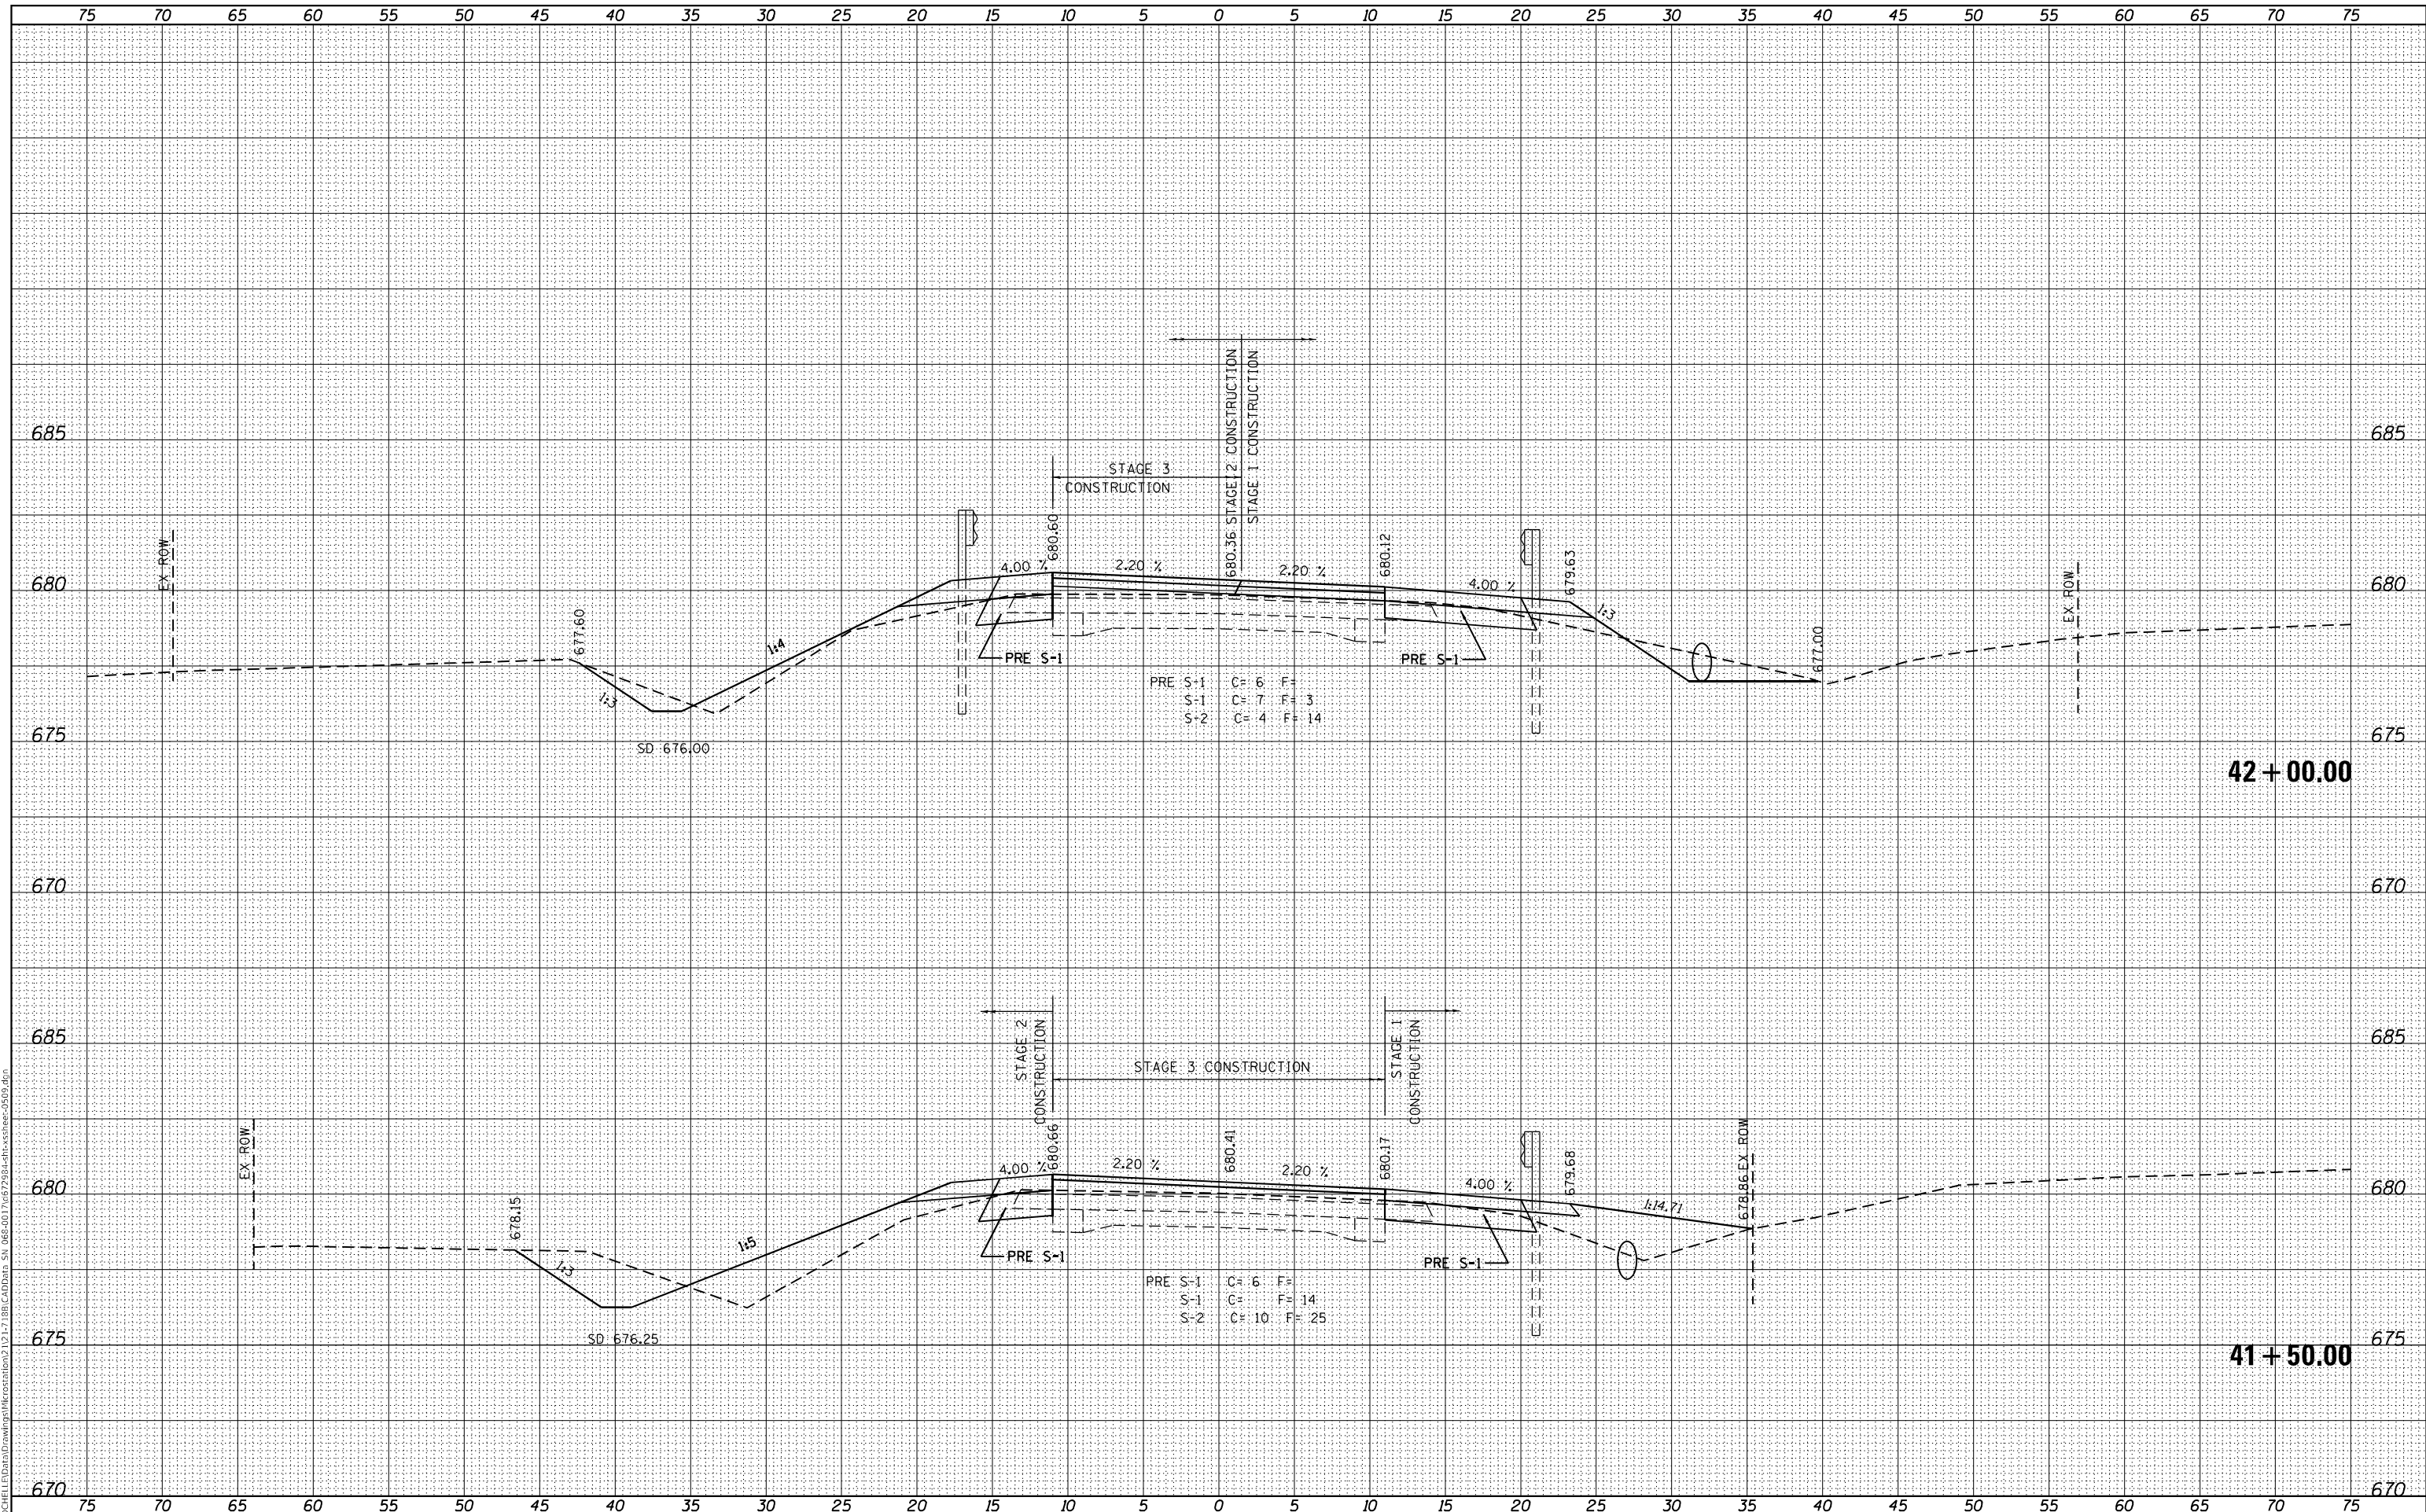 75 70 65 60 55 50 45 40 35 30 25 20 15 10 5 0 5 10 15 20 25 30 35 40 45 50 55 60 65 70 75
STAGE 2 CONSTRUCTION
STAGE 1 CONSTRUCTION
685 685
STAGE 3
CONSTRUCTION
EX ROW
677.60
680.60
680.36
680.12
679.63
677.00
EX ROW
680 680
4.00 %
2.20 %
2.20 %
4.00 %
1:3
1:4
1:3
PRE S-1
PRE S-1
PRE S-1 C= 6 F=
S-1 C= 7 F= 3
S-2 C= 4 F= 14
SD 676.00
675 675
42 + 00.00
670 670
685 685
STAGE 2
CONSTRUCTION
STAGE 3 CONSTRUCTION
STAGE 1
CONSTRUCTION
EX ROW
678.15
680.66
680.41
680.17
679.68
678.86 EX ROW
680 680
4.00 %
2.20 %
2.20 %
4.00 %
1:14.71
1:3
1:5
PRE S-1
PRE S-1
PRE S-1 C= 6 F=
S-1 C= F= 14
S-2 C= 10 F= 25
SD 676.25
675 675
41 + 50.00
670 670
75 70 65 60 55 50 45 40 35 30 25 20 15 10 5 0 5 10 15 20 25 30 35 40 45 50 55 60 65 70 75